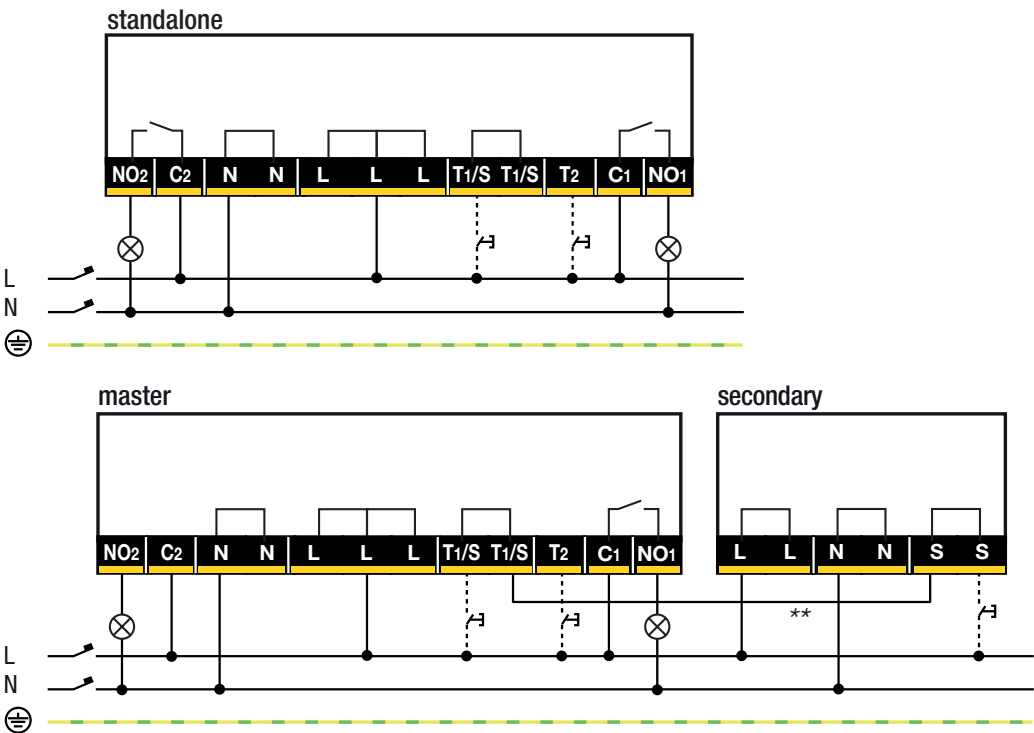 standalone
NO2 C2 N N L L L T1/S T1/S T2 C1 NO1
L
N
master secondary
NO2 C2 N N L L L T1/S T1/S T2 C1 NO1 L L N N S S
**
L
N